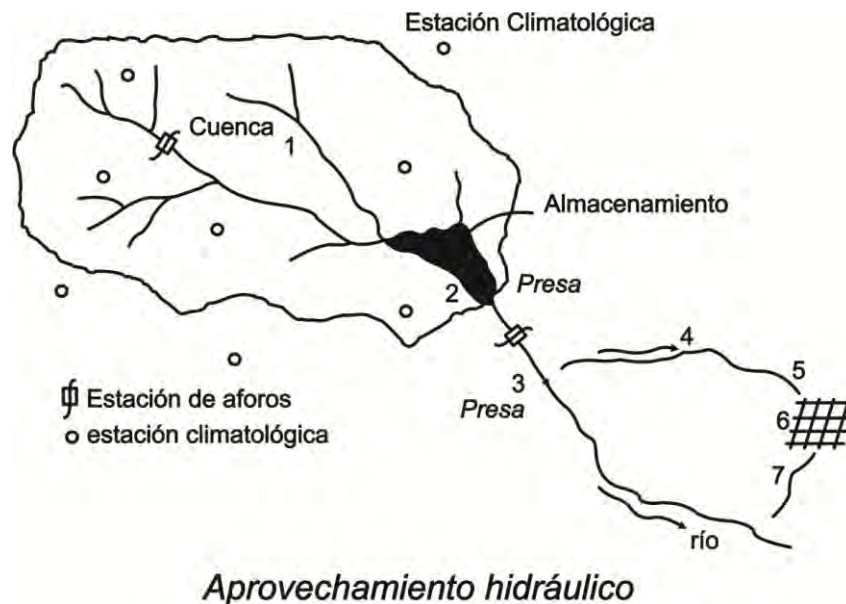 Estación Climatológica
Cuenca
1
Almacenamiento
2
Presa
4
3
Presa
5
6
7
Estación de aforos
estación climatológica
río
Aprovechamiento hidráulico